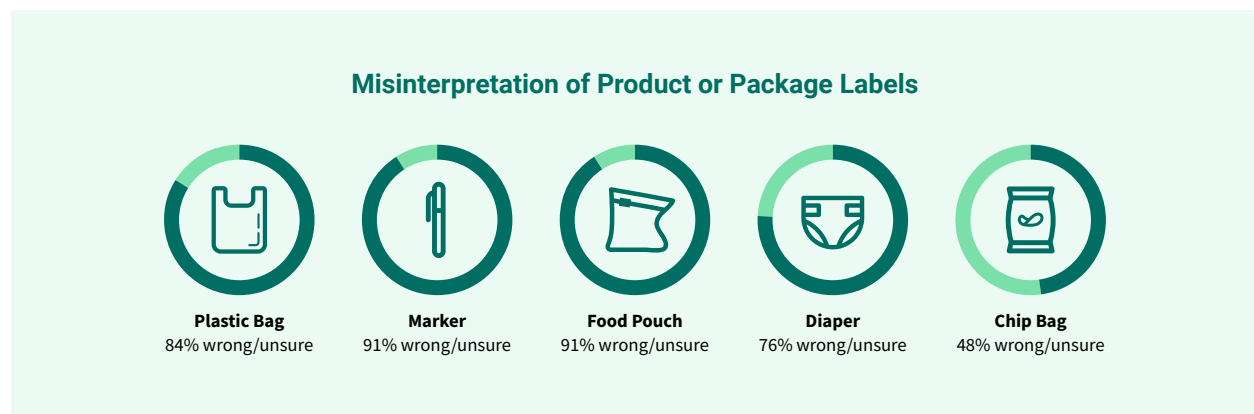 Misinterpretation of Product or Package Labels
Plastic Bag
84% wrong/unsure
Marker
91% wrong/unsure
Food Pouch
91% wrong/unsure
Diaper
76% wrong/unsure
Chip Bag
48% wrong/unsure